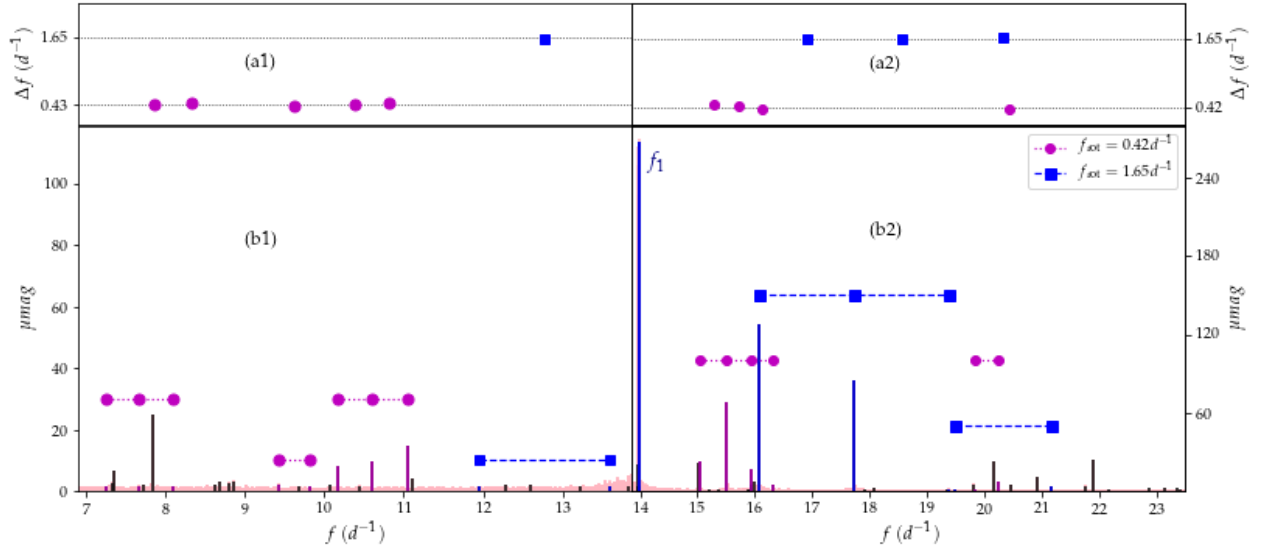 Δf (d⁻¹)
1.65
0.43
(a1)
(a2)
1.65
0.42
Δf (d⁻¹)
μmag
100
80
60
40
20
0
(b1)
f₁
(b2)
f_rot = 0.42d⁻¹
f_rot = 1.65d⁻¹
240
180
120
60
μmag
7 8 9 10 11 12 13 14 15 16 17 18 19 20 21 22 23
f (d⁻¹)
f (d⁻¹)